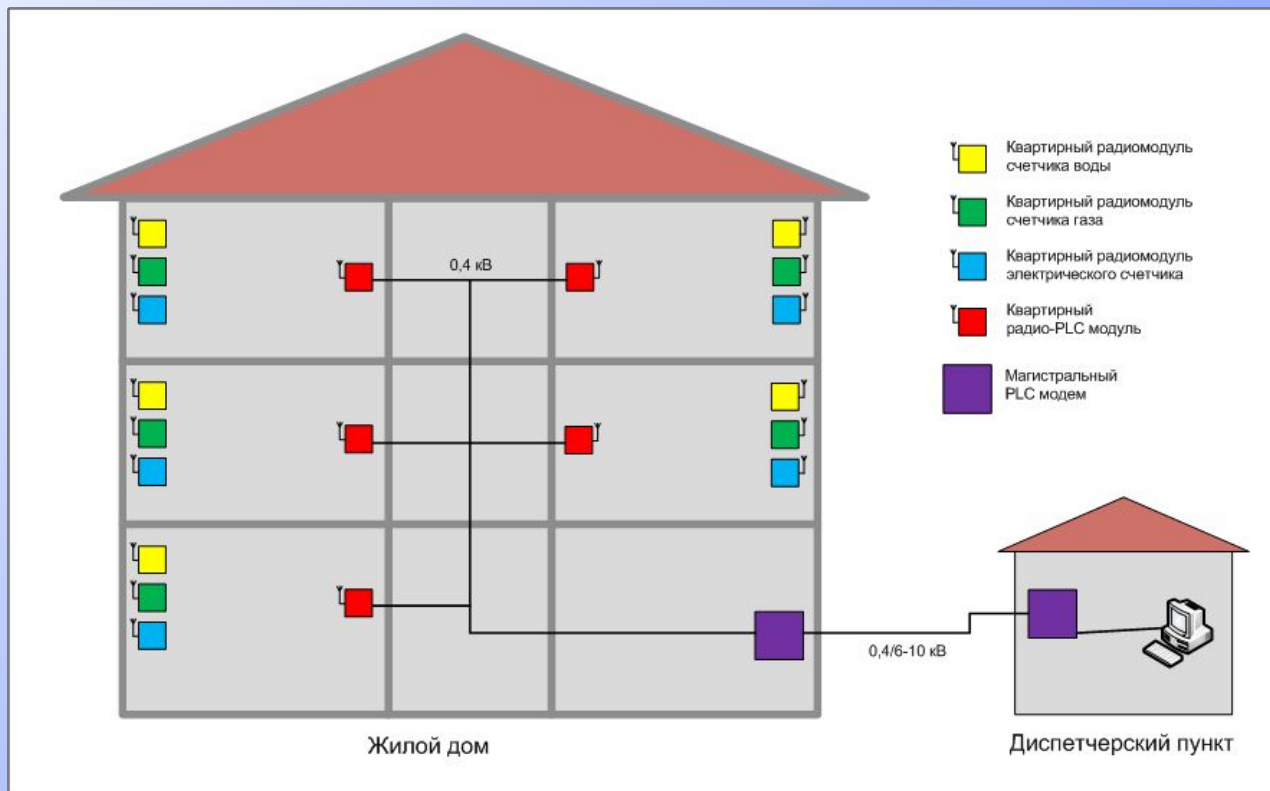 Квартирный радиомодуль
счетчика воды
Квартирный радиомодуль
счетчика газа
0,4 кВ
Квартирный радиомодуль
электрического счетчика
Квартирный
радио-PLC модуль
Магистральный
PLC модем
0,4/6-10 кВ
Жилой дом
Диспетчерский пункт